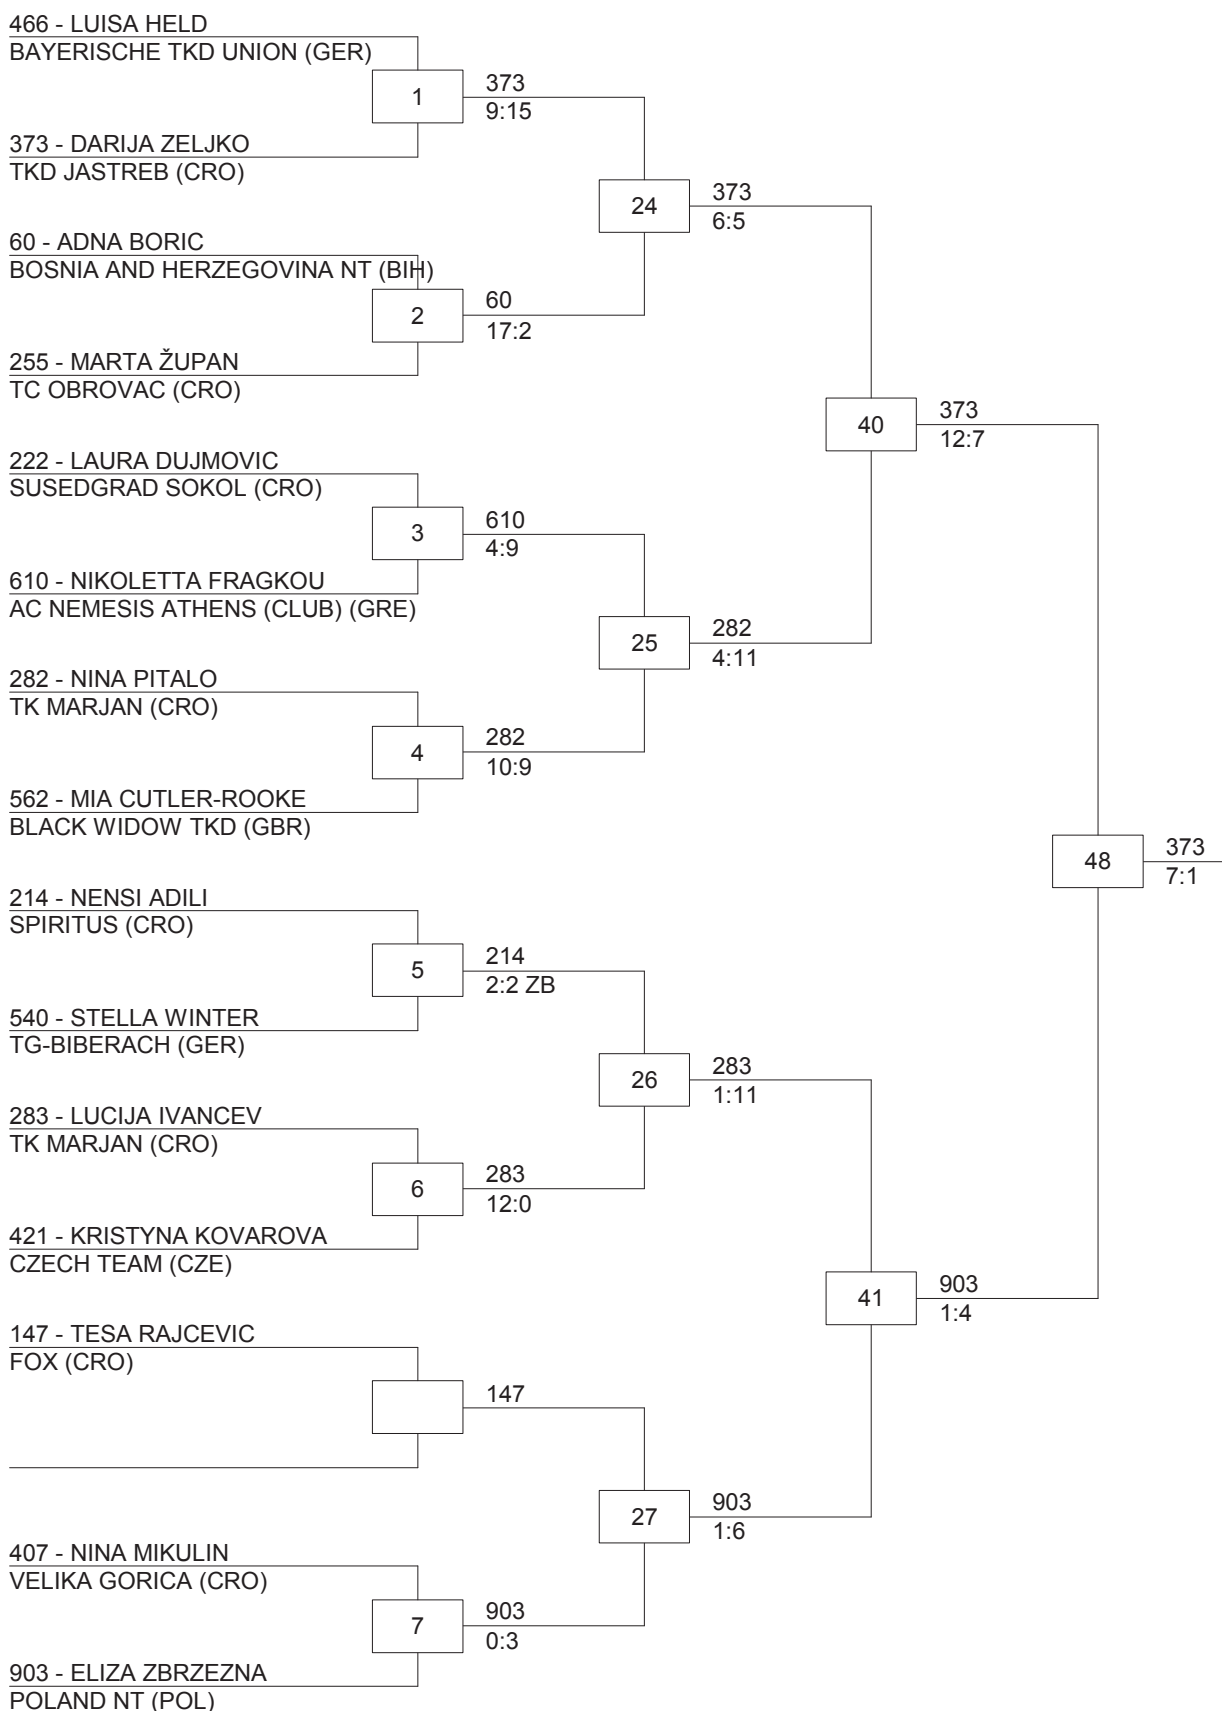 466 - LUISA HELD
BAYERISCHE TKD UNION (GER)
1
373
9:15
373 - DARIJA ZELJKO
TKD JASTREB (CRO)
24
373
6:5
60 - ADNA BORIC
BOSNIA AND HERZEGOVINA NT (BIH)
2
60
17:2
255 - MARTA ŽUPAN
TC OBROVAC (CRO)
40
373
12:7
222 - LAURA DUJMOVIC
SUSEDGRAD SOKOL (CRO)
3
610
4:9
610 - NIKOLETTA FRAGKOU
AC NEMESIS ATHENS (CLUB) (GRE)
25
282
4:11
282 - NINA PITALO
TK MARJAN (CRO)
4
282
10:9
562 - MIA CUTLER-ROOKE
BLACK WIDOW TKD (GBR)
48
373
7:1
214 - NENSI ADILI
SPIRITUS (CRO)
5
214
2:2 ZB
540 - STELLA WINTER
TG-BIBERACH (GER)
26
283
1:11
283 - LUCIJA IVANCEV
TK MARJAN (CRO)
6
283
12:0
421 - KRISTYNA KOVAROVA
CZECH TEAM (CZE)
41
903
1:4
147 - TESA RAJCEVIC
FOX (CRO)
147
27
903
1:6
407 - NINA MIKULIN
VELIKA GORICA (CRO)
7
903
0:3
903 - ELIZA ZBRZEZNA
POLAND NT (POL)